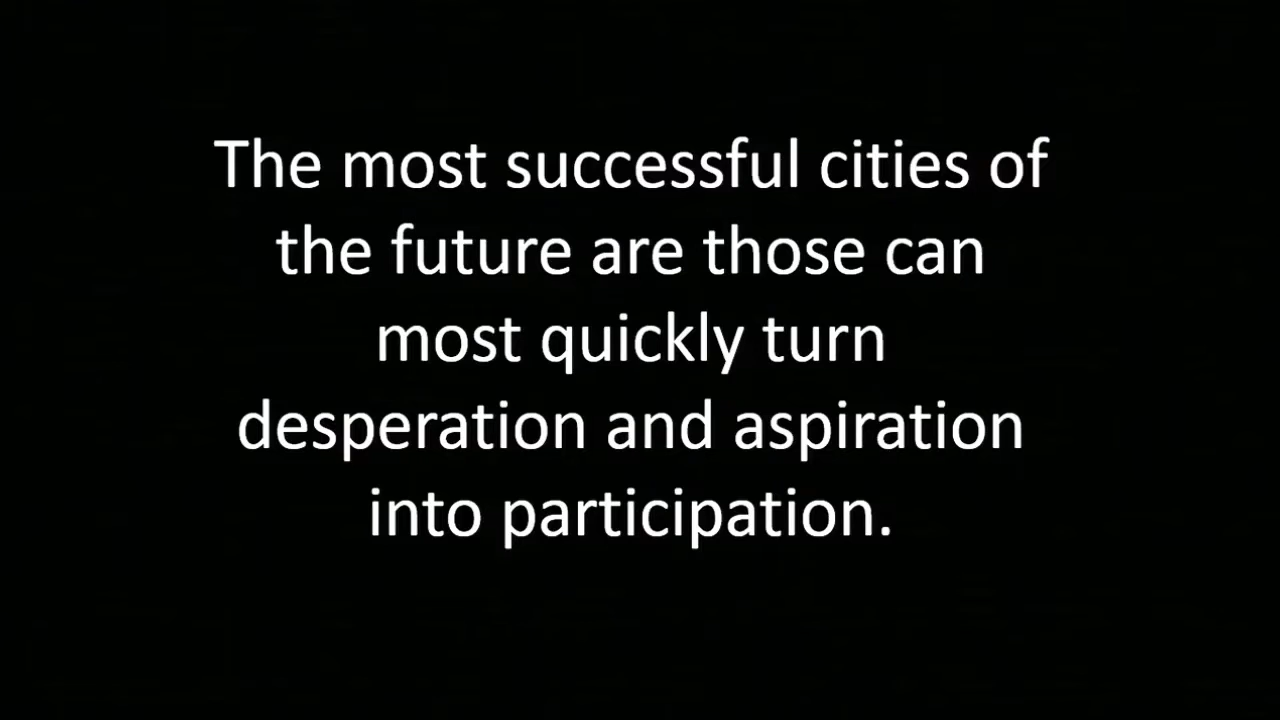 The most successful cities of
the future are those can
most quickly turn
desperation and aspiration
into participation.